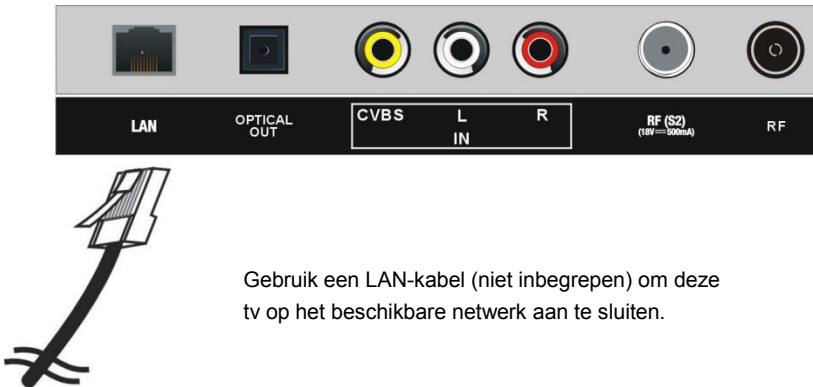 LAN
OPTICAL
OUT
CVBS L R
IN
RF (S2)
(18V⎓500mA)
RF
Gebruik een LAN-kabel (niet inbegrepen) om deze
tv op het beschikbare netwerk aan te sluiten.